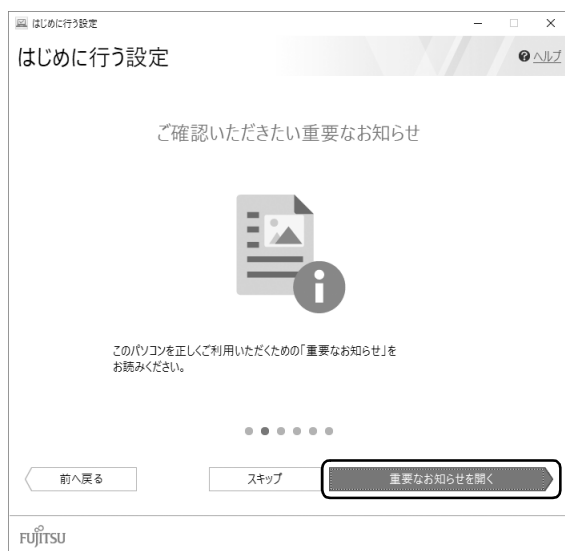 はじめに行う設定
はじめに行う設定
ヘルプ
ご確認いただきたい重要なお知らせ
このパソコンを正しくご利用いただくための「重要なお知らせ」を
お読みください。
前へ戻る
スキップ
重要なお知らせを開く
FUJITSU